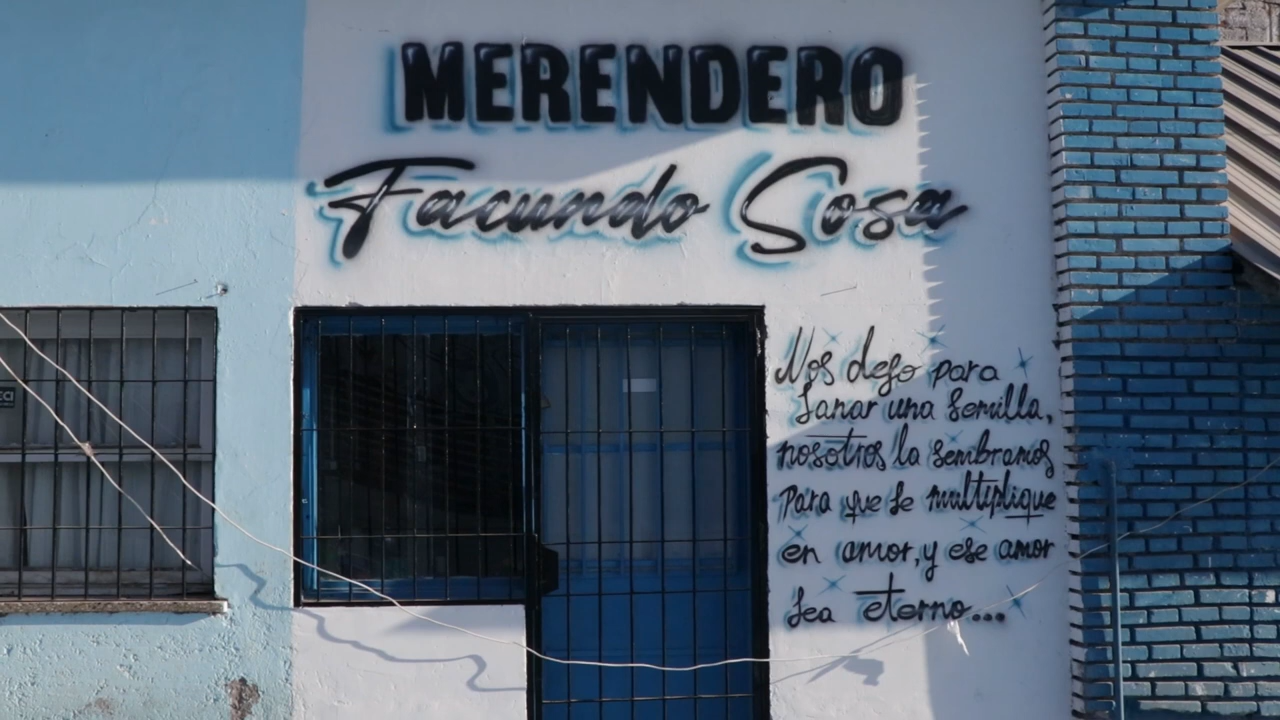 MERENDERO
Facundo Sosa
Nos dejo para
Sanar una semilla,
nosotros la sembramos
para que se multiplique
en amor, y ese amor
sea eterno...